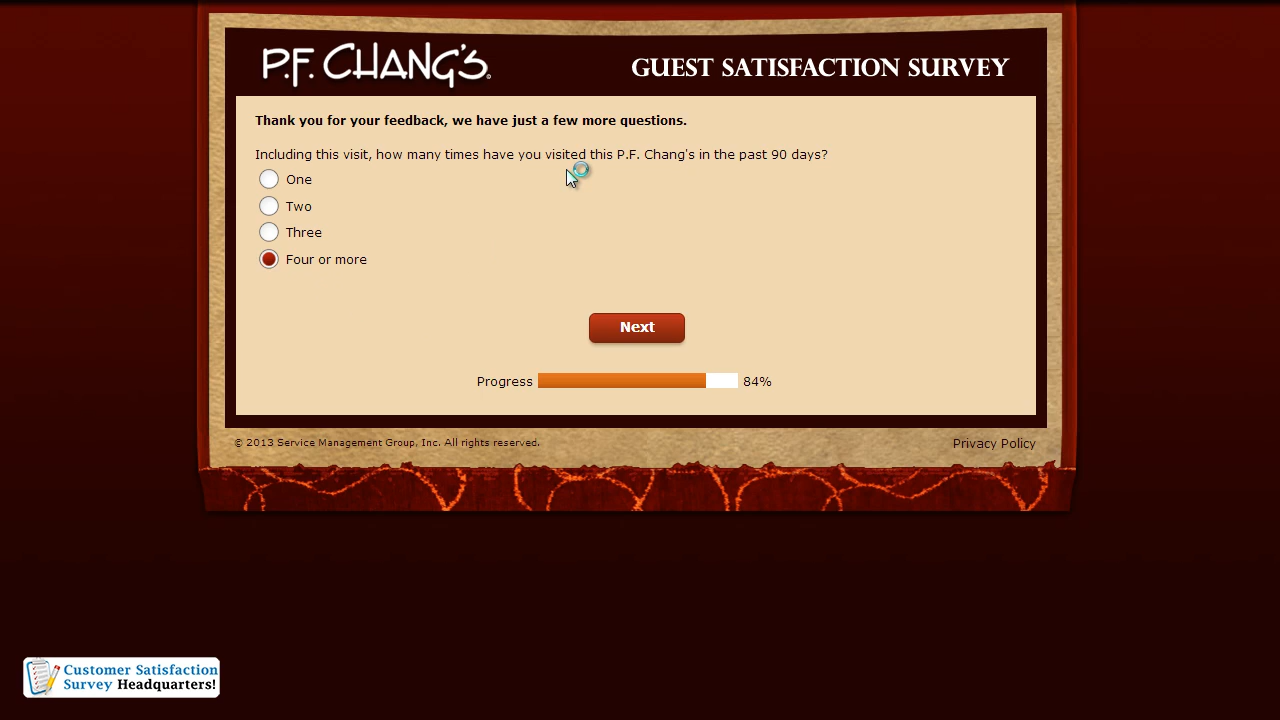 P.F. CHANG'S®
GUEST SATISFACTION SURVEY
Thank you for your feedback, we have just a few more questions.
Including this visit, how many times have you visited this P.F. Chang's in the past 90 days?
One
Two
Three
Four or more
Next
Progress 84%
© 2013 Service Management Group, Inc. All rights reserved.
Privacy Policy
Customer Satisfaction
Survey Headquarters!